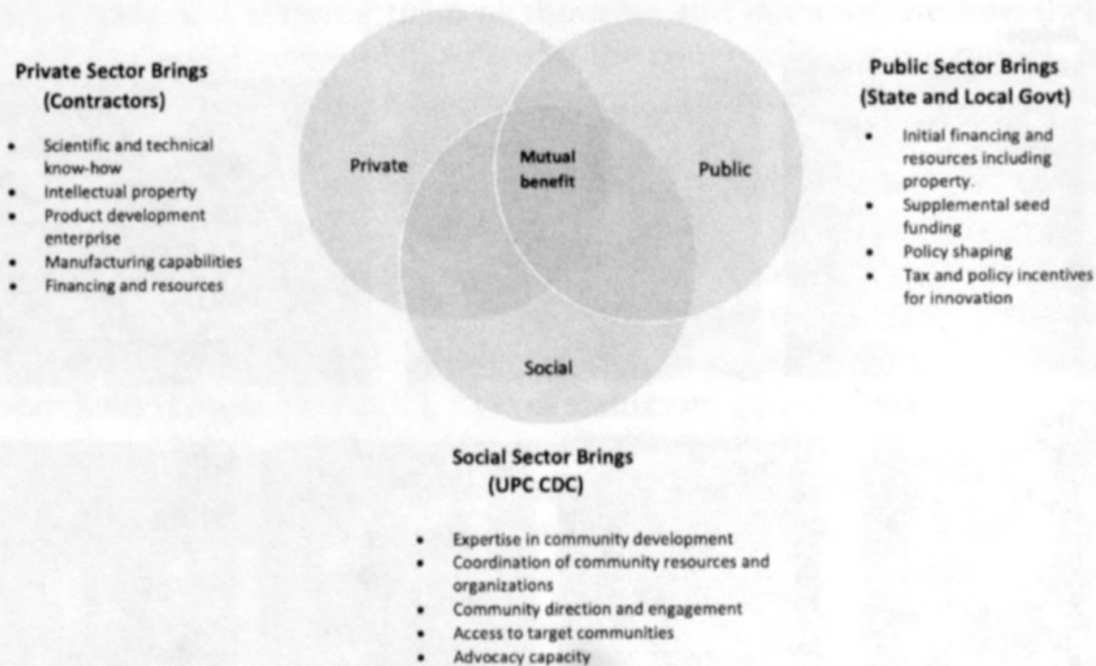 Private Sector Brings
(Contractors)
• Scientific and technical
know-how
• Intellectual property
• Product development
enterprise
• Manufacturing capabilities
• Financing and resources
Private
Mutual
benefit
Public
Social
Public Sector Brings
(State and Local Govt)
• Initial financing and
resources including
property.
• Supplemental seed
funding
• Policy shaping
• Tax and policy incentives
for innovation
Social Sector Brings
(UPC CDC)
• Expertise in community development
• Coordination of community resources and
organizations
• Community direction and engagement
• Access to target communities
• Advocacy capacity